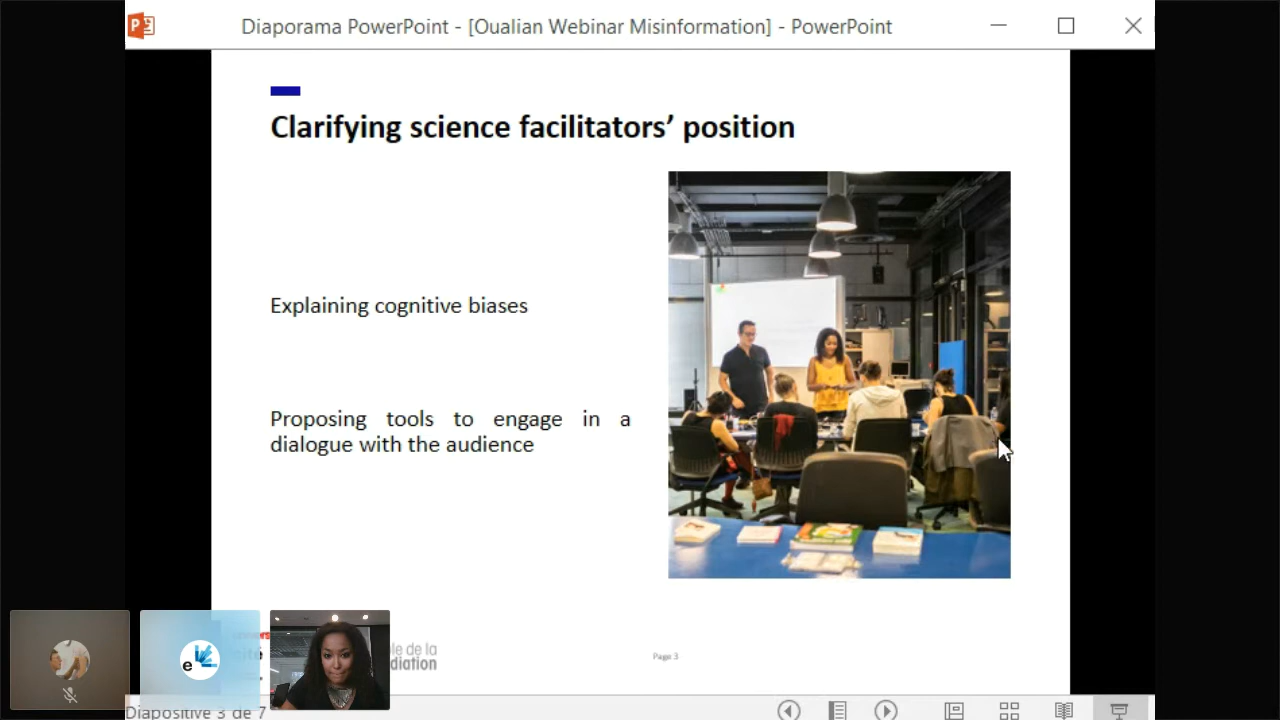 Diaporama PowerPoint - [Oualian Webinar Misinformation] - PowerPoint
Clarifying science facilitators’ position
Explaining cognitive biases
Proposing tools to engage in a
dialogue with the audience
Page 3
Diapositive 3 de 7